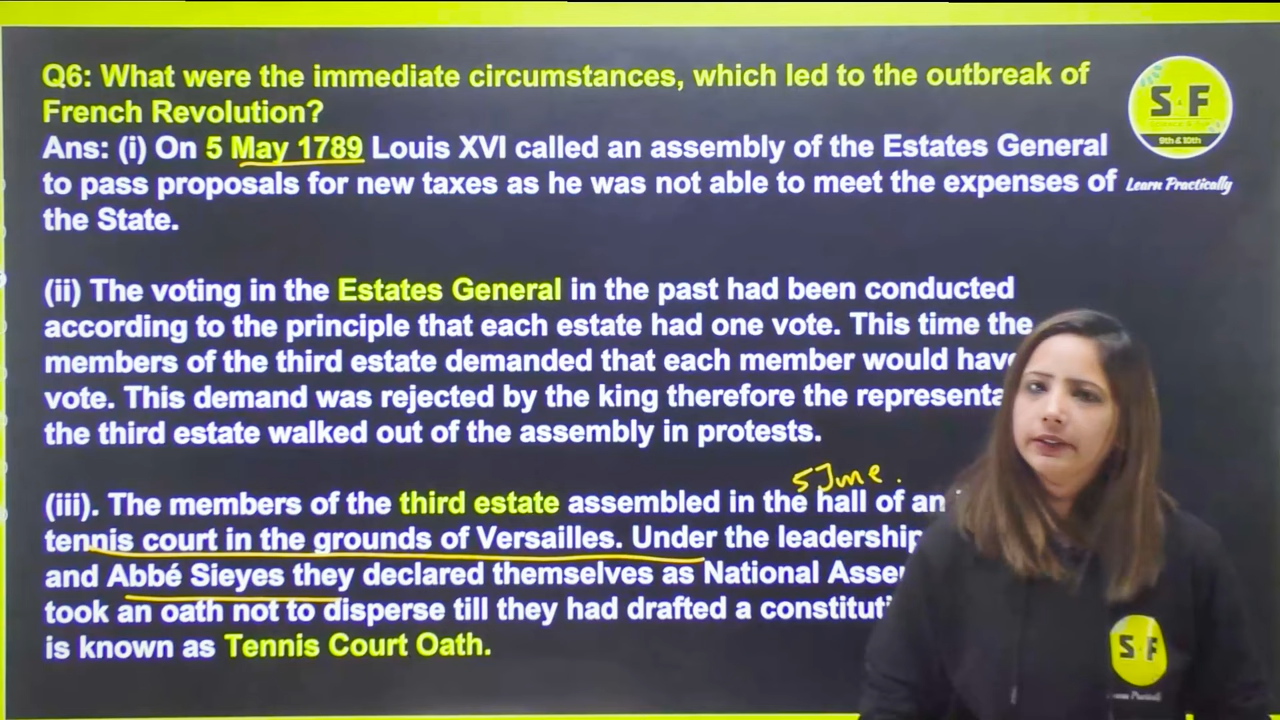 Q6: What were the immediate circumstances, which led to the outbreak of
French Revolution?
Ans: (i) On 5 May 1789 Louis XVI called an assembly of the Estates General
to pass proposals for new taxes as he was not able to meet the expenses of
the State.
(ii) The voting in the Estates General in the past had been conducted
according to the principle that each estate had one vote. This time the
members of the third estate demanded that each member would
vote. This demand was rejected by the king therefore the
the third estate walked out of the assembly in protests.
5 June.
(iii). The members of the third estate assembled in the hall of an
tennis court in the grounds of Versailles. Under the leadership
and Abbé Sieyes they declared themselves as National
took an oath not to disperse till they had drafted a
is known as Tennis Court Oath.
S F
9th & 10th
Learn Practically
S F